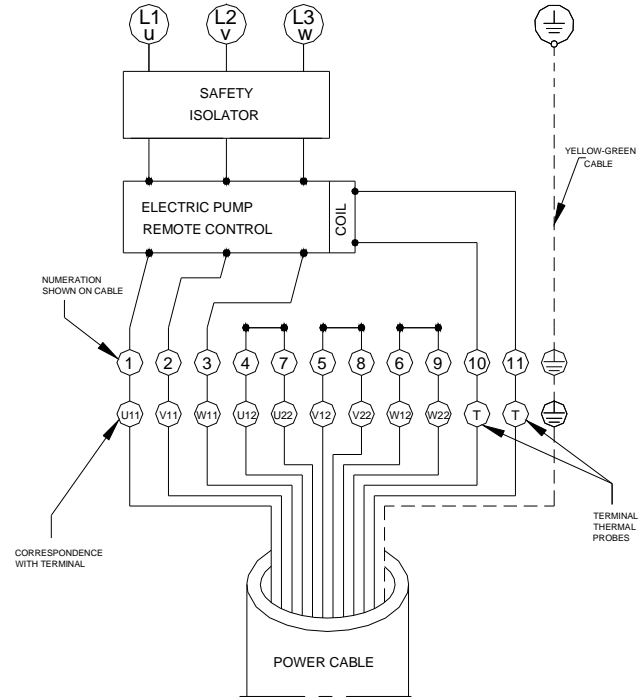 L1 L2 L3
u v w
SAFETY
ISOLATOR
YELLOW-GREEN
CABLE
ELECTRIC PUMP
REMOTE CONTROL
COIL
NUMERATION
SHOWN ON CABLE
1 2 3 4 7 5 8 6 9 10 11
U11 V11 W11 U12 U22 V12 V22 W12 W22 T T
TERMINAL
THERMAL
PROBES
CORRESPONDENCE
WITH TERMINAL
POWER CABLE